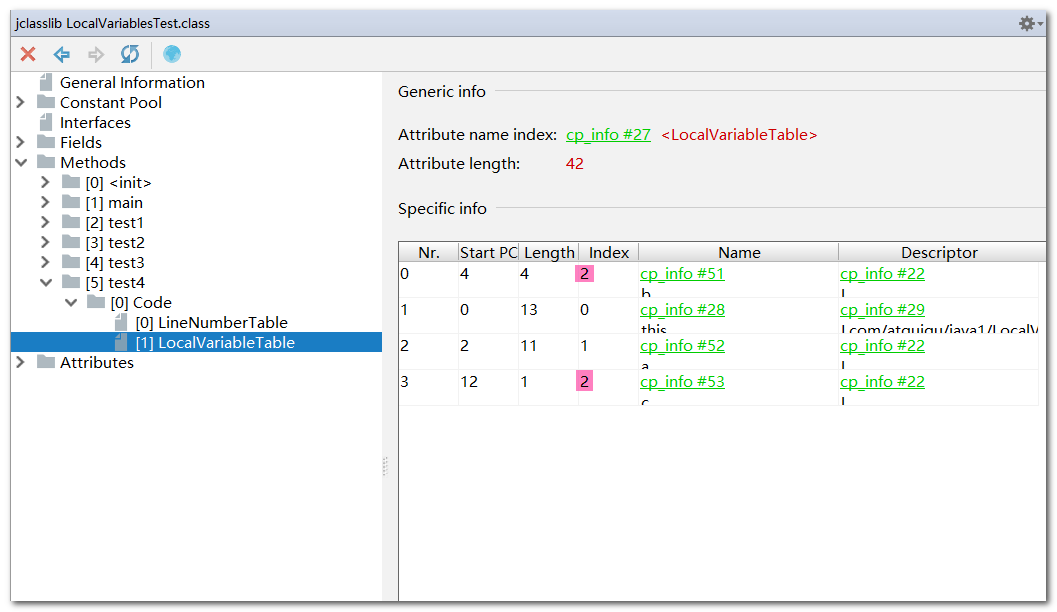 jclasslib LocalVariablesTest.class
General Information
Constant Pool
Interfaces
Fields
Methods
[0] <init>
[1] main
[2] test1
[3] test2
[4] test3
[5] test4
[0] Code
[0] LineNumberTable
[1] LocalVariableTable
Attributes
Generic info
Attribute name index: cp_info #27 <LocalVariableTable>
Attribute length: 42
Specific info
Nr. Start PC Length Index Name Descriptor
0 4 4 2 cp_info #51 cp_info #22
b I
1 0 13 0 cp_info #28 cp_info #29
this Lcom/atguigu/java1/LocalV
2 2 11 1 cp_info #52 cp_info #22
a I
3 12 1 2 cp_info #53 cp_info #22
c I